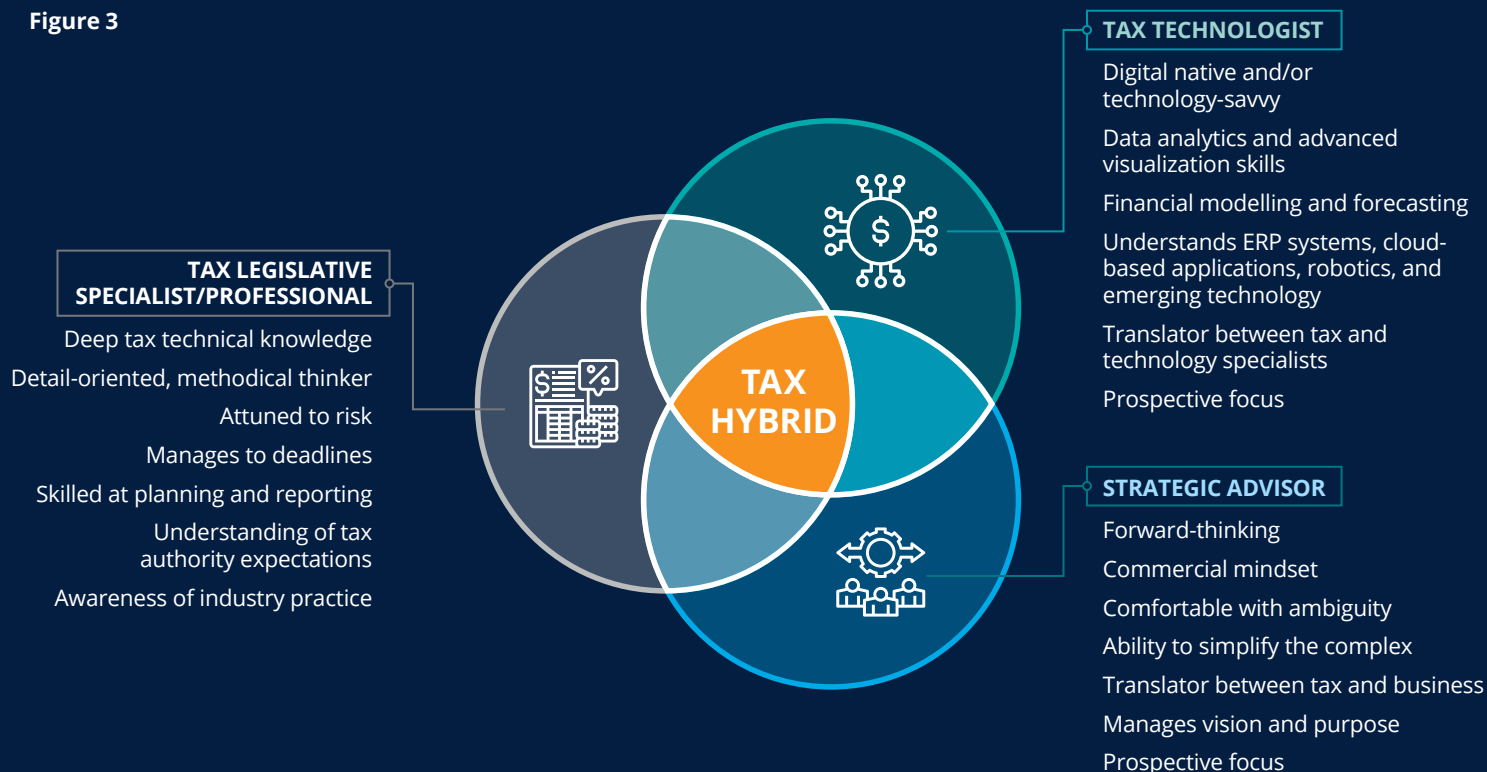 Figure 3
TAX LEGISLATIVE
SPECIALIST/PROFESSIONAL
Deep tax technical knowledge
Detail-oriented, methodical thinker
Attuned to risk
Manages to deadlines
Skilled at planning and reporting
Understanding of tax
authority expectations
Awareness of industry practice
$
%
$
TAX
HYBRID
TAX TECHNOLOGIST
Digital native and/or
technology-savvy
Data analytics and advanced
visualization skills
Financial modelling and forecasting
Understands ERP systems, cloud-
based applications, robotics, and
emerging technology
Translator between tax and
technology specialists
Prospective focus
STRATEGIC ADVISOR
Forward-thinking
Commercial mindset
Comfortable with ambiguity
Ability to simplify the complex
Translator between tax and business
Manages vision and purpose
Prospective focus